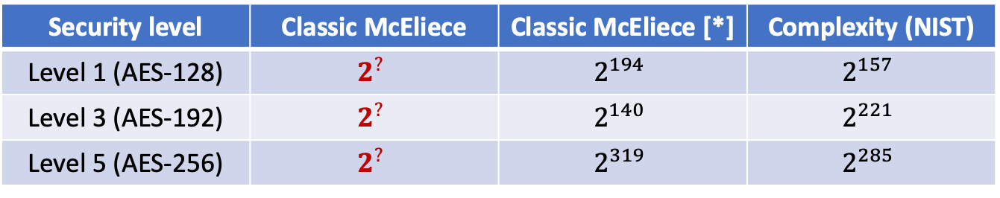 Security level Classic McEliece Classic McEliece [*] Complexity (NIST)
Level 1 (AES-128) 2^? 2^194 2^157
Level 3 (AES-192) 2^? 2^140 2^221
Level 5 (AES-256) 2^? 2^319 2^285